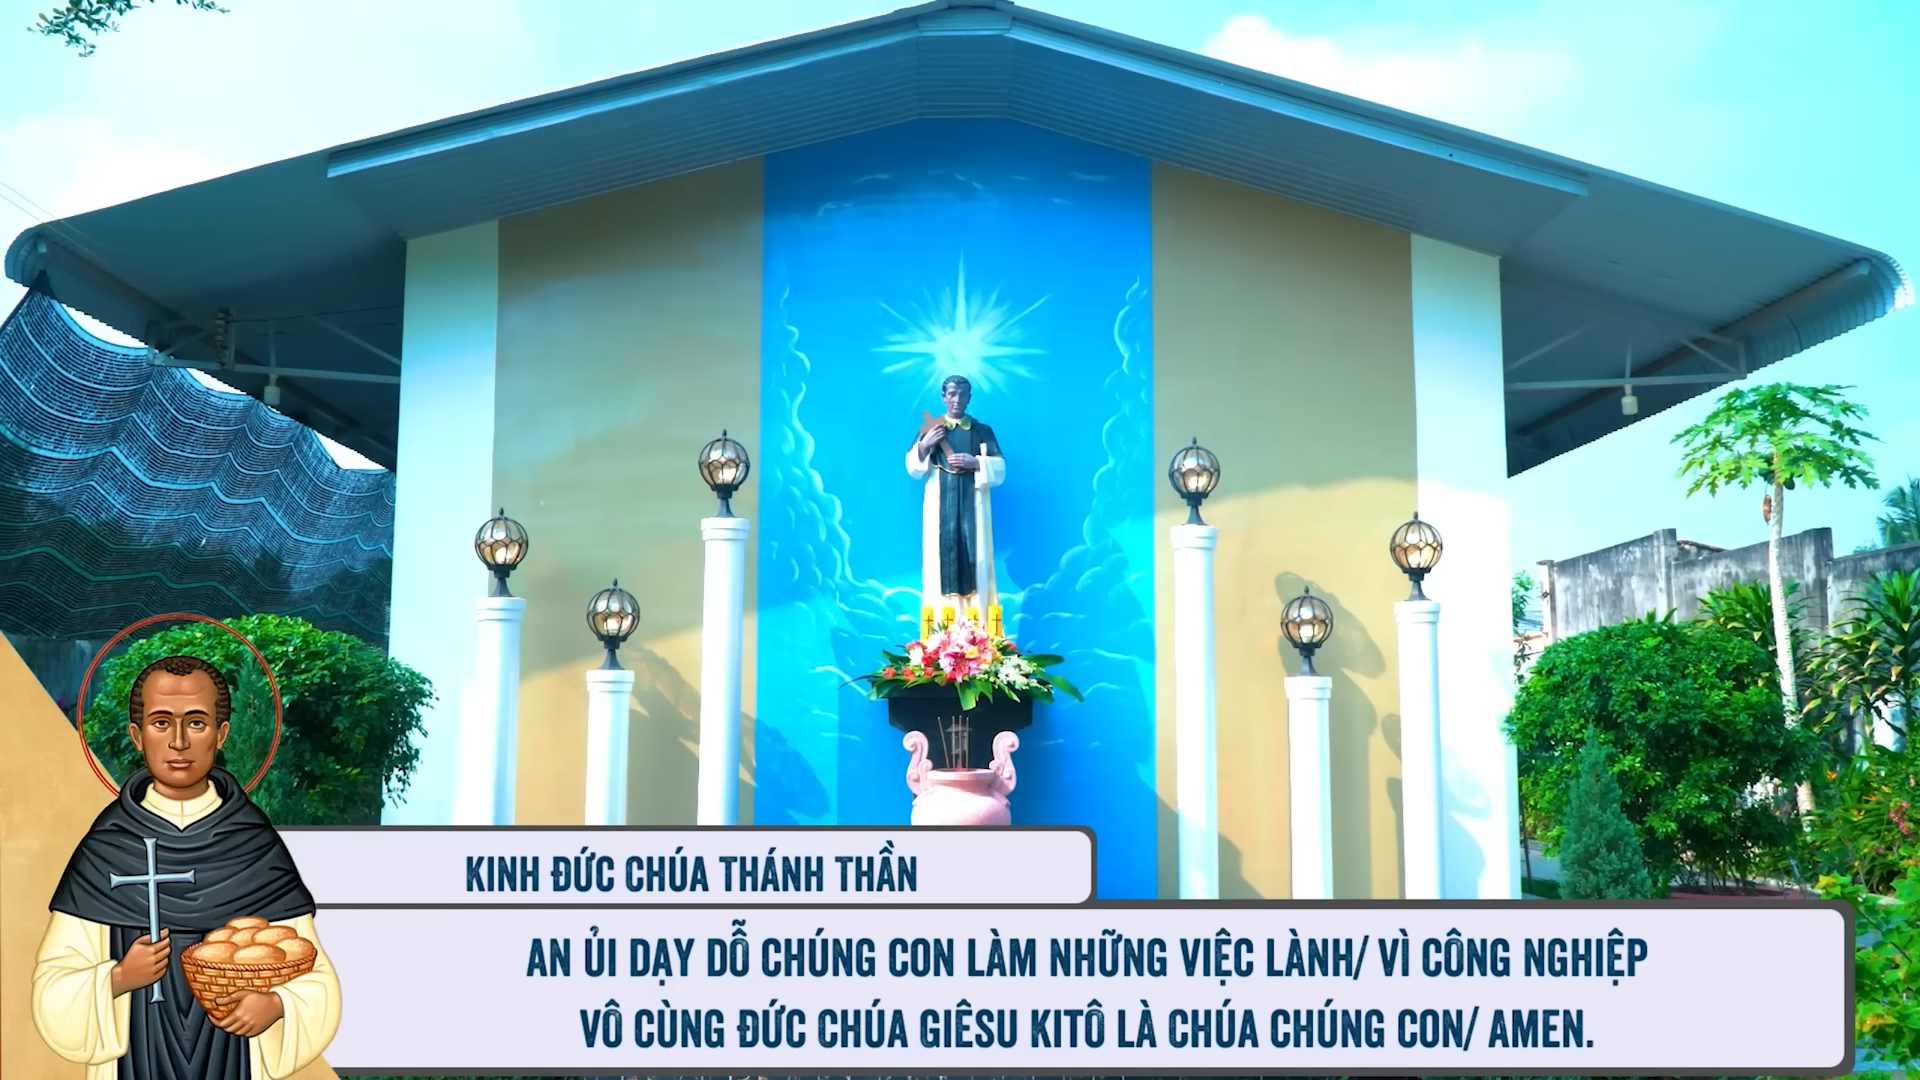 KINH ĐỨC CHÚA THÁNH THẦN
AN ỦI DẠY DỖ CHÚNG CON LÀM NHỮNG VIỆC LÀNH/ VÌ CÔNG NGHIỆP
VÔ CÙNG ĐỨC CHÚA GIÊSU KITÔ LÀ CHÚA CHÚNG CON/ AMEN.